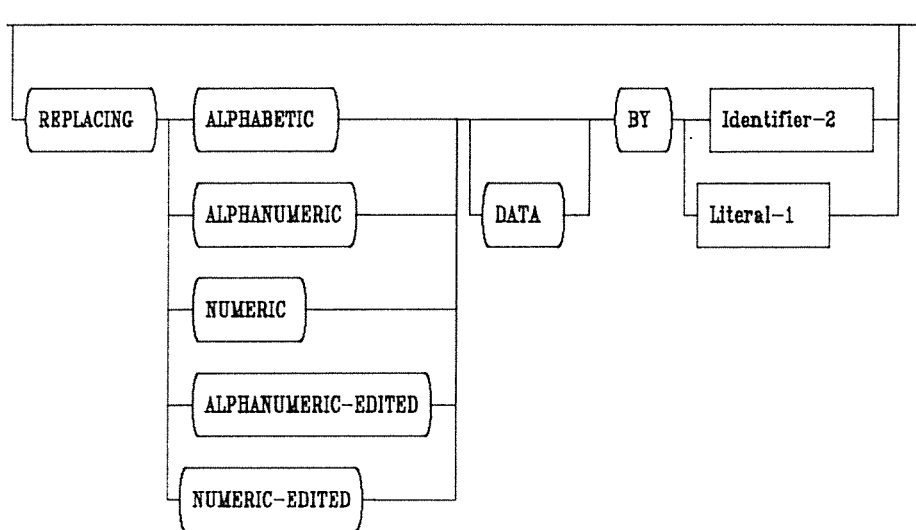 REPLACING ALPHABETIC BY Identifier-2
ALPHANUMERIC DATA Literal-1
NUMERIC
ALPHANUMERIC-EDITED
NUMERIC-EDITED